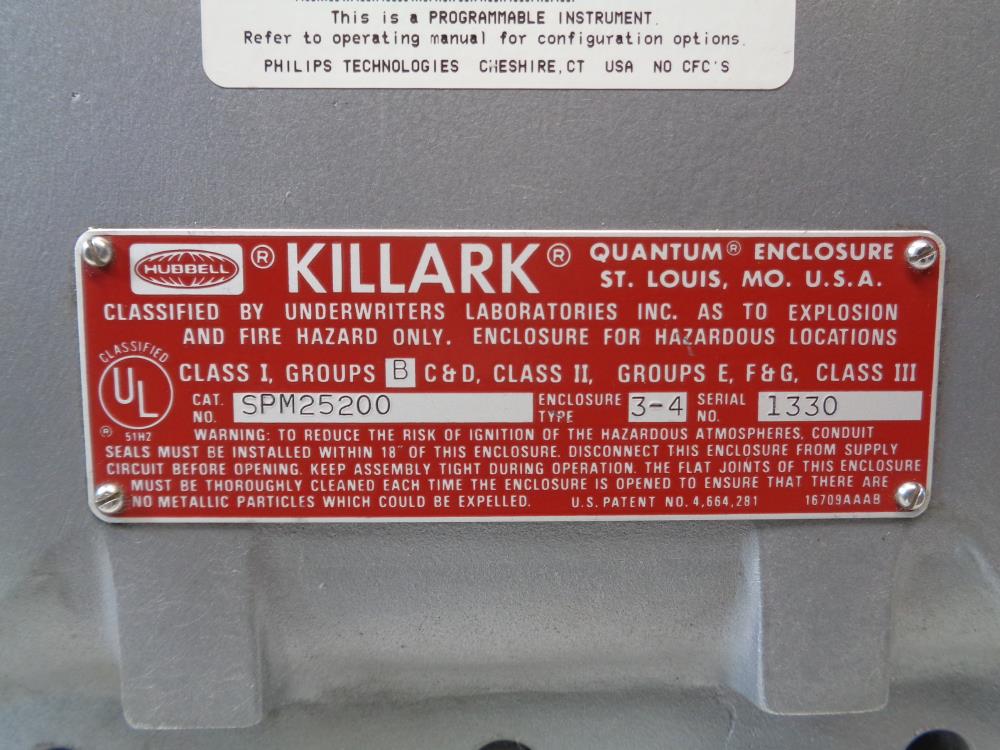 This is a PROGRAMMABLE INSTRUMENT.
Refer to operating manual for configuration options.
PHILIPS TECHNOLOGIES CHESHIRE, CT USA NO CFC'S
HUBBELL ® KILLARK ® QUANTUM® ENCLOSURE
ST. LOUIS, MO. U.S.A.
CLASSIFIED BY UNDERWRITERS LABORATORIES INC. AS TO EXPLOSION
AND FIRE HAZARD ONLY. ENCLOSURE FOR HAZARDOUS LOCATIONS
CLASSIFIED
UL
® 51H2
CLASS I, GROUPS B C & D, CLASS II, GROUPS E, F & G, CLASS III
CAT. NO. SPM25200 ENCLOSURE TYPE 3-4 SERIAL NO. 1330
WARNING: TO REDUCE THE RISK OF IGNITION OF THE HAZARDOUS ATMOSPHERES, CONDUIT
SEALS MUST BE INSTALLED WITHIN 18" OF THIS ENCLOSURE. DISCONNECT THIS ENCLOSURE FROM SUPPLY
CIRCUIT BEFORE OPENING. KEEP ASSEMBLY TIGHT DURING OPERATION. THE FLAT JOINTS OF THIS ENCLOSURE
MUST BE THOROUGHLY CLEANED EACH TIME THE ENCLOSURE IS OPENED TO ENSURE THAT THERE ARE
NO METALLIC PARTICLES WHICH COULD BE EXPELLED. U.S. PATENT NO. 4,664,281 16709AAAB